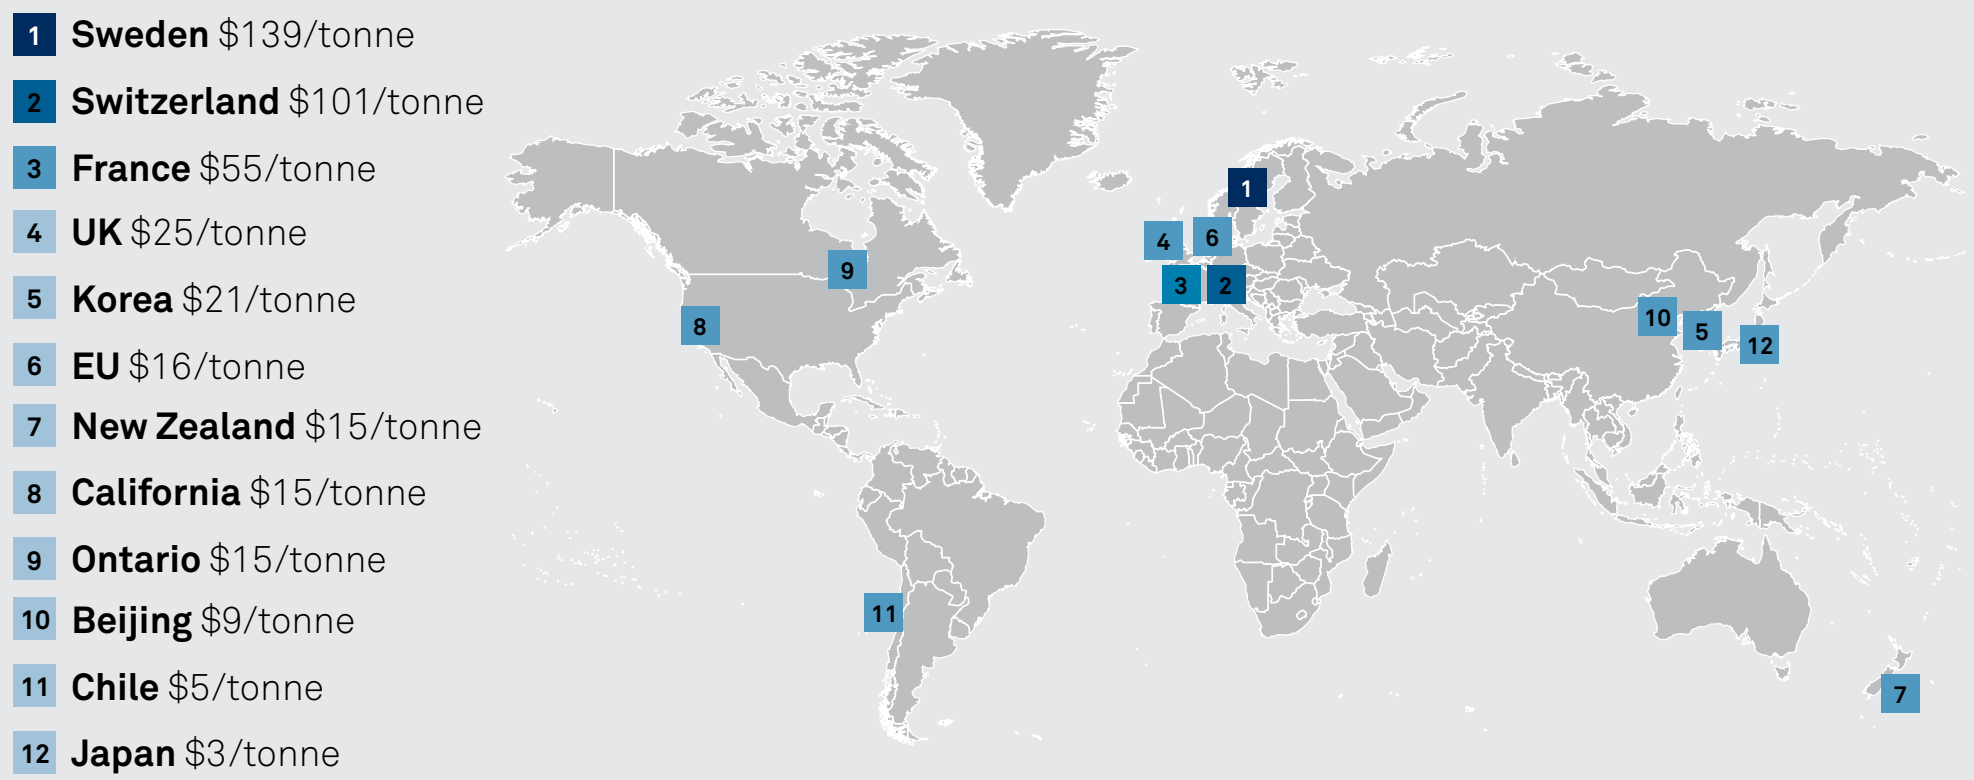 1 Sweden $139/tonne
2 Switzerland $101/tonne
3 France $55/tonne
4 UK $25/tonne
5 Korea $21/tonne
6 EU $16/tonne
7 New Zealand $15/tonne
8 California $15/tonne
9 Ontario $15/tonne
10 Beijing $9/tonne
11 Chile $5/tonne
12 Japan $3/tonne
1
4
6
9
3
2
10
8
5
12
11
7